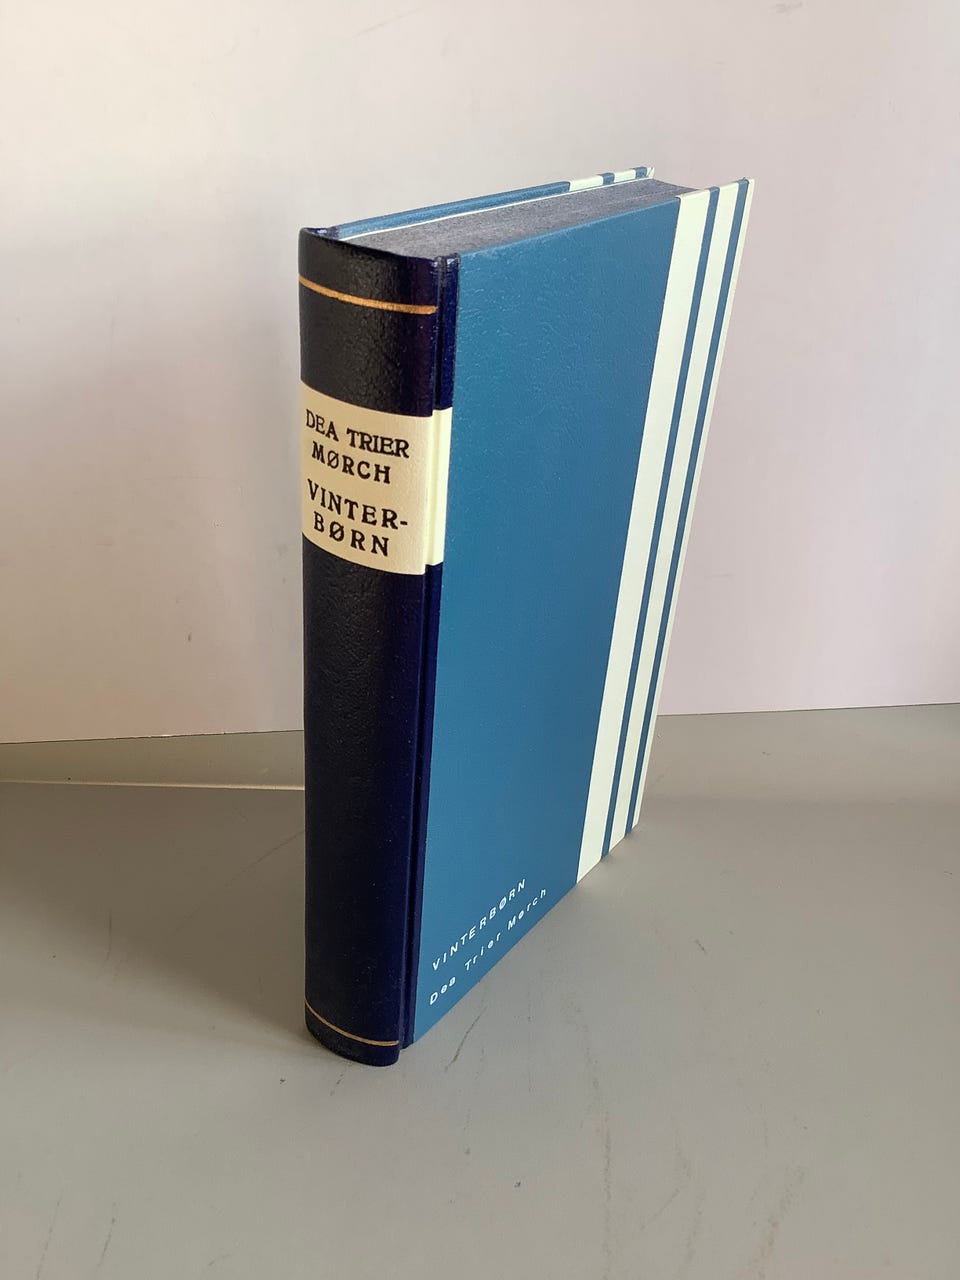 DEA TRIER
MØRCH
VINTER-
BØRN
VINTERBØRN
Dea Trier Mørch